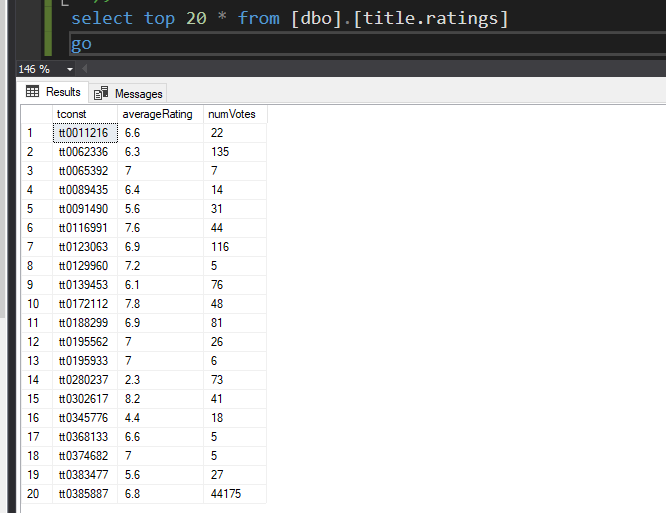 select top 20 * from [dbo].[title.ratings]
go
146 %
Results Messages
tconst averageRating numVotes
1 tt0011216 6.6 22
2 tt0062336 6.3 135
3 tt0065392 7 7
4 tt0089435 6.4 14
5 tt0091490 5.6 31
6 tt0116991 7.6 44
7 tt0123063 6.9 116
8 tt0129960 7.2 5
9 tt0139453 6.1 76
10 tt0172112 7.8 48
11 tt0188299 6.9 81
12 tt0195562 7 26
13 tt0195933 7 6
14 tt0280237 2.3 73
15 tt0302617 8.2 41
16 tt0345776 4.4 18
17 tt0368133 6.6 5
18 tt0374682 7 5
19 tt0383477 5.6 27
20 tt0385887 6.8 44175